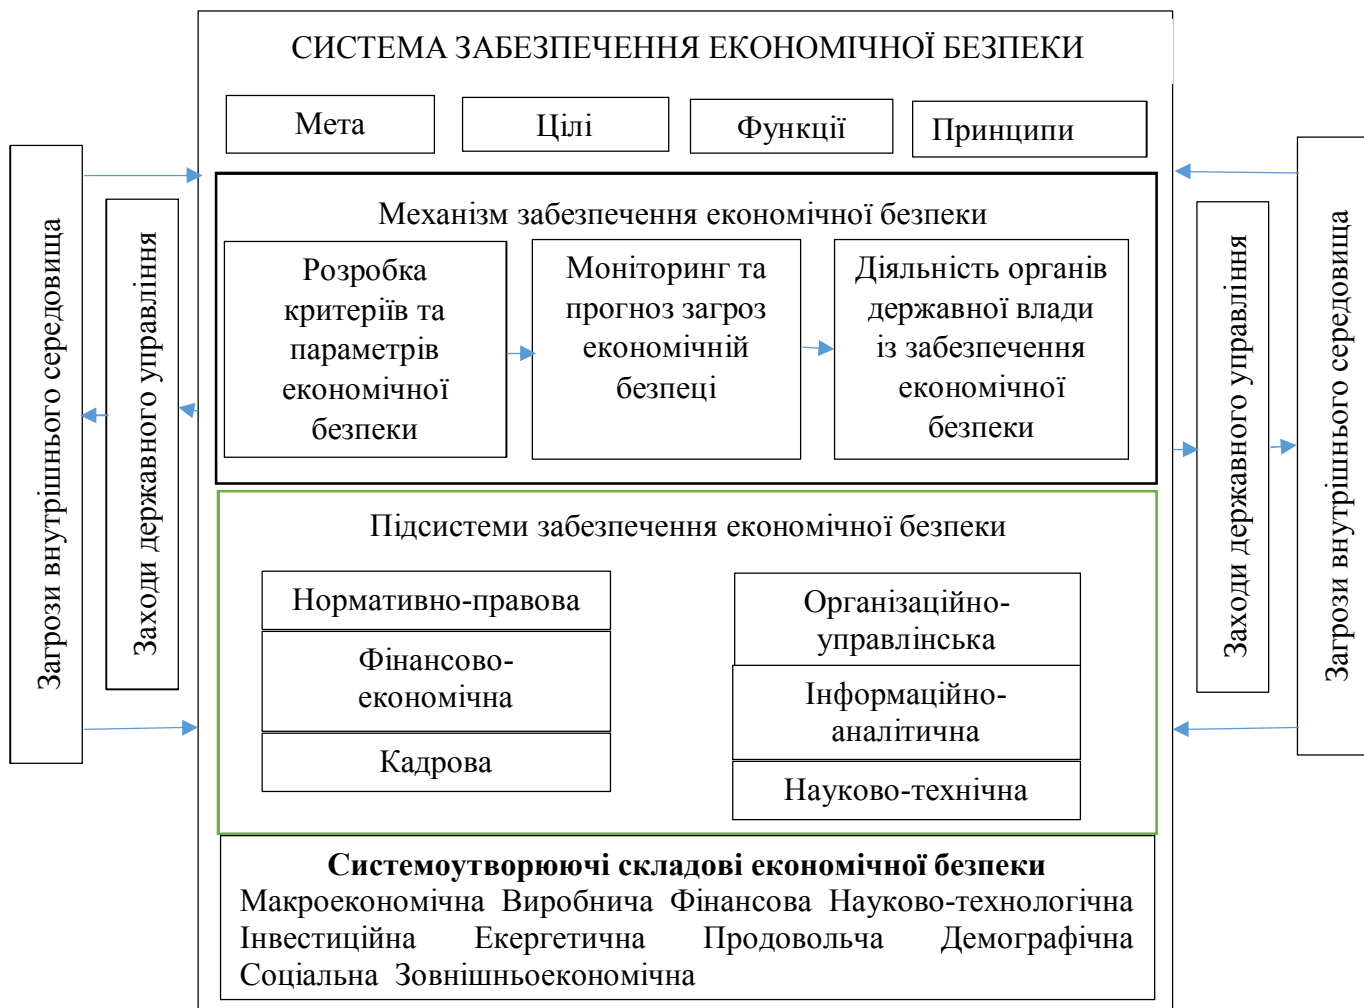 СИСТЕМА ЗАБЕЗПЕЧЕННЯ ЕКОНОМІЧНОЇ БЕЗПЕКИ
Мета
Цілі
Функції
Принципи
Загрози внутрішнього середовища
Заходи державного управління
Механізм забезпечення економічної безпеки
Розробка
критеріїв та
параметрів
економічної
безпеки
Моніторинг та
прогноз загроз
економічній
безпеці
Діяльність органів
державної влади
із забезпечення
економічної
безпеки
Заходи державного управління
Загрози внутрішнього середовища
Підсистеми забезпечення економічної безпеки
Нормативно-правова
Фінансово-
економічна
Кадрова
Організаційно-
управлінська
Інформаційно-
аналітична
Науково-технічна
Системоутворюючі складові економічної безпеки
Макроекономічна Виробнича Фінансова Науково-технологічна
Інвестиційна Екергетична Продовольча Демографічна
Соціальна Зовнішньоекономічна